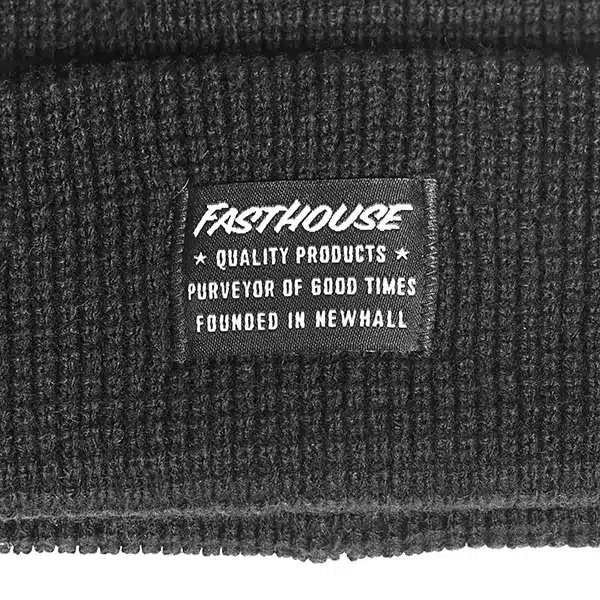 FASTHOUSE
★ QUALITY PRODUCTS ★
PURVEYOR OF GOOD TIMES
FOUNDED IN NEWHALL